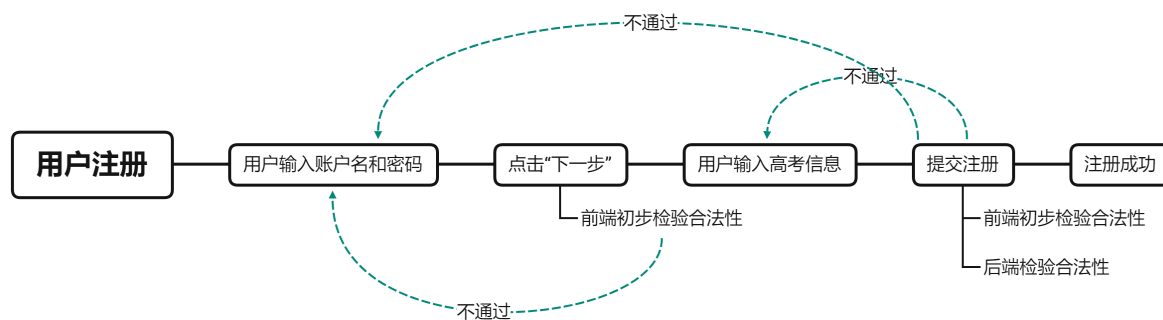 不通过
不通过
用户注册
用户输入账户名和密码
点击“下一步”
用户输入高考信息
提交注册
注册成功
前端初步检验合法性
前端初步检验合法性
后端检验合法性
不通过